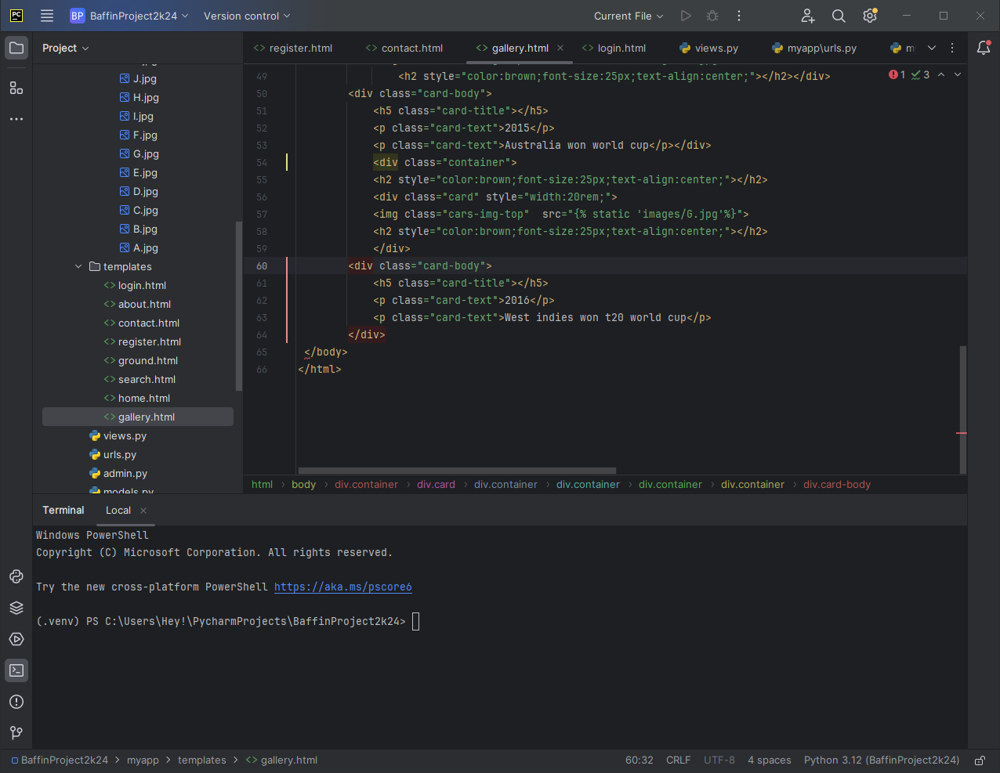 PC
BP BaffinProject2k24 Version control Current File
Project
register.html contact.html gallery.html login.html views.py myapp\urls.py
J.jpg
H.jpg
I.jpg
F.jpg
G.jpg
E.jpg
D.jpg
C.jpg
B.jpg
A.jpg
templates
login.html
about.html
contact.html
register.html
ground.html
search.html
home.html
gallery.html
views.py
urls.py
admin.py
models.py
1 3
49 <h2 style="color:brown;font-size:25px;text-align:center;"></h2></div>
50 <div class="card-body">
51 <h5 class="card-title"></h5>
52 <p class="card-text">2015</p>
53 <p class="card-text">Australia won world cup</p></div>
54 <div class="container">
55 <h2 style="color:brown;font-size:25px;text-align:center;"></h2>
56 <div class="card" style="width:20rem;">
57 <img class="cars-img-top"  src="{% static 'images/G.jpg'%}">
58 <h2 style="color:brown;font-size:25px;text-align:center;"></h2>
59 </div>
60 <div class="card-body">
61 <h5 class="card-title"></h5>
62 <p class="card-text">2016</p>
63 <p class="card-text">West indies won t20 world cup</p>
64 </div>
65 </body>
66 </html>
html body div.container div.card div.container div.container div.container div.container div.card-body
Terminal Local
Windows PowerShell
Copyright (C) Microsoft Corporation. All rights reserved.
Try the new cross-platform PowerShell https://aka.ms/pscore6
(.venv) PS C:\Users\Hey!\PycharmProjects\BaffinProject2k24>
BaffinProject2k24 > myapp > templates > gallery.html 60:32 CRLF UTF-8 4 spaces Python 3.12 (BaffinProject2k24)